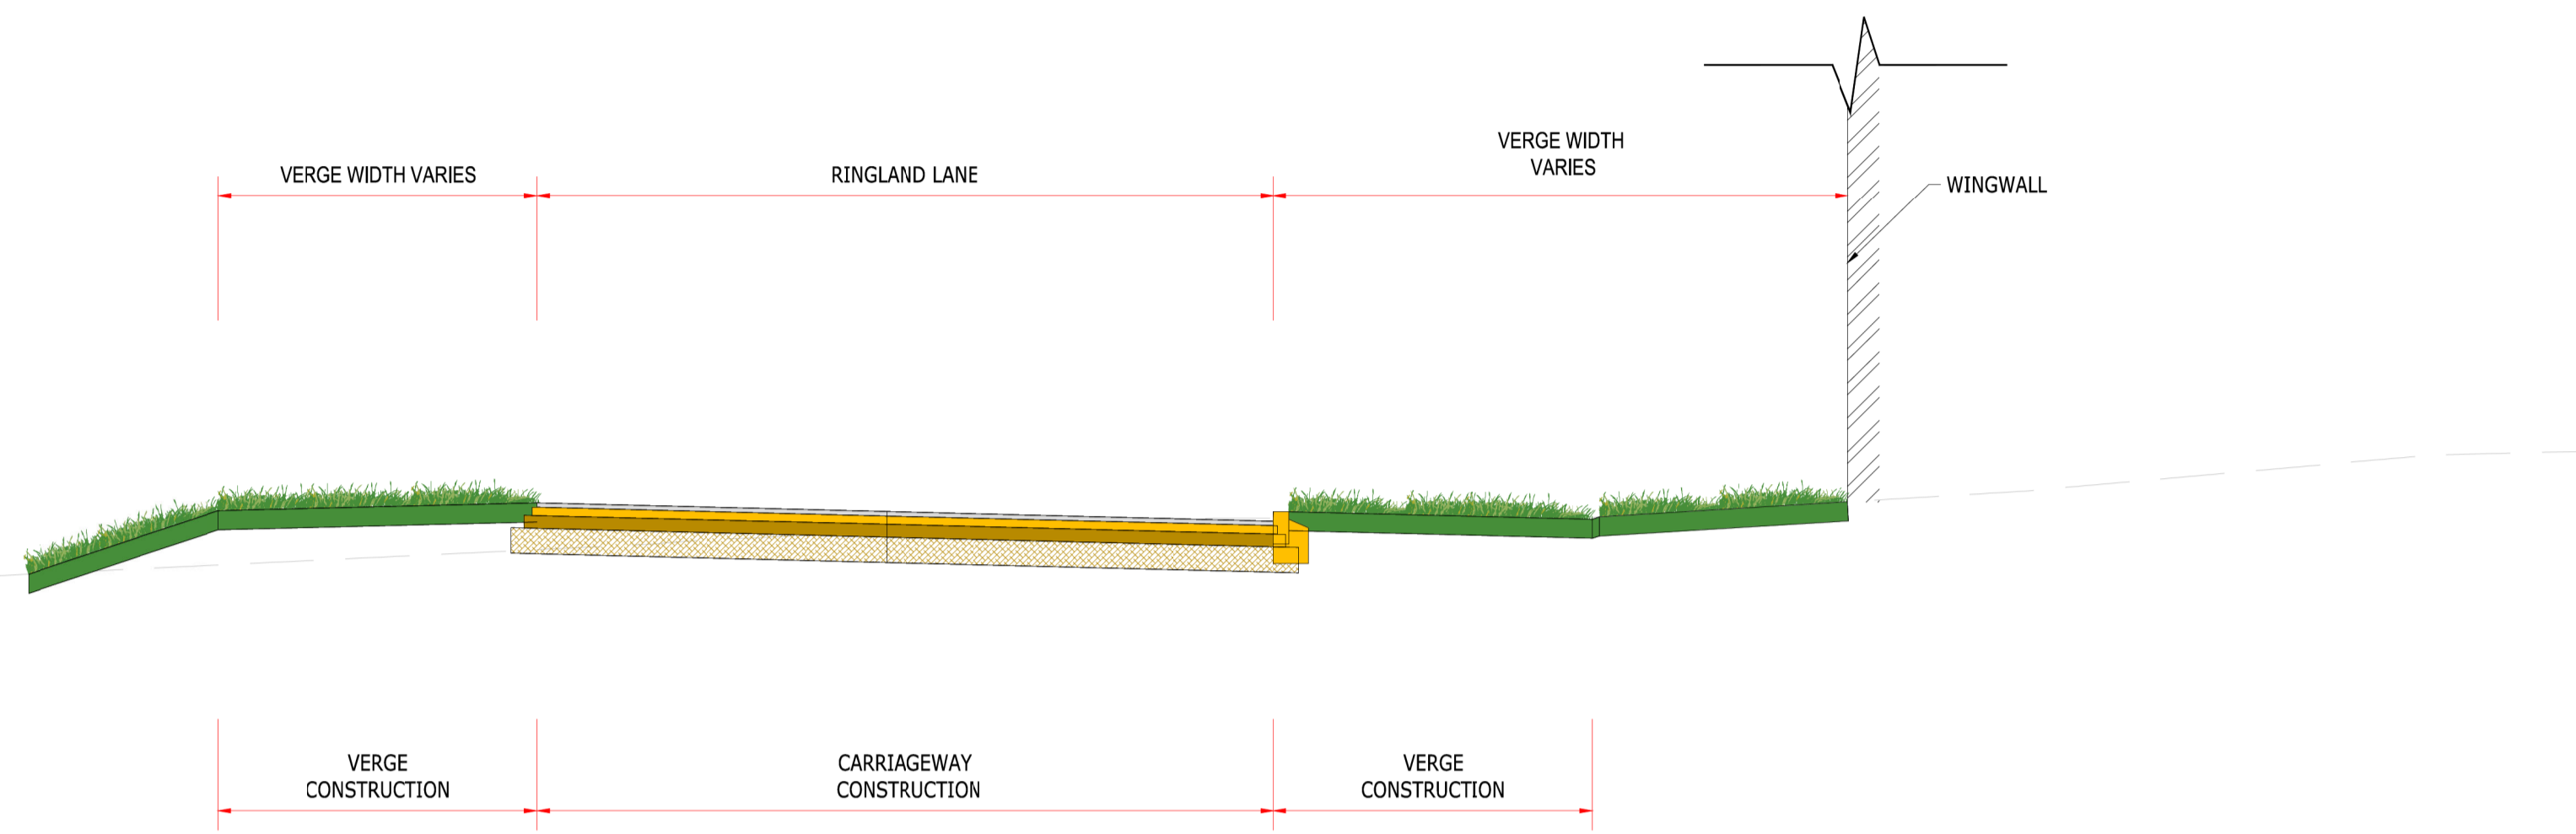 VERGE WIDTH
VARIES
VERGE WIDTH VARIES
RINGLAND LANE
WINGWALL
VERGE
CONSTRUCTION
CARRIAGEWAY
CONSTRUCTION
VERGE
CONSTRUCTION